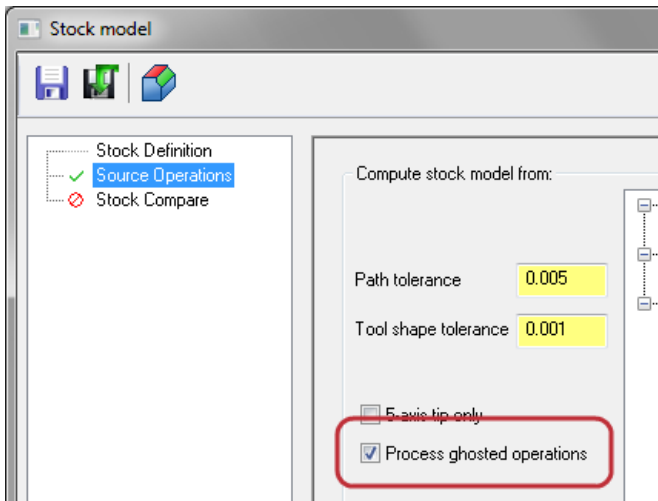 Stock model
Stock Definition
Source Operations
Stock Compare
Compute stock model from:
Path tolerance 0.005
Tool shape tolerance 0.001
5-axis tip only
Process ghosted operations